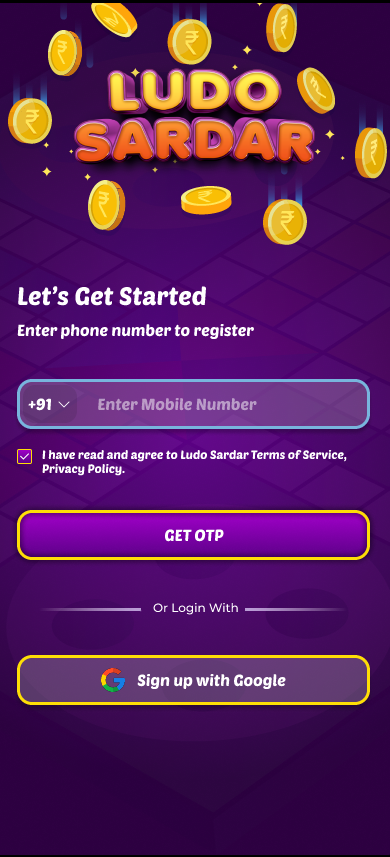 LUDO
SARDAR
Let's Get Started
Enter phone number to register
+91 Enter Mobile Number
I have read and agree to Ludo Sardar Terms of Service,
Privacy Policy.
GET OTP
Or Login With
Sign up with Google